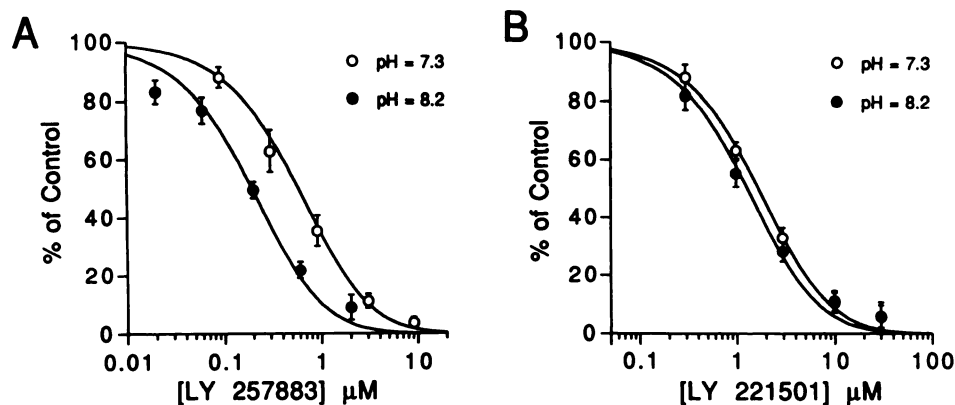 A
% of Control
100
80
60
40
20
0
pH = 7.3
pH = 8.2
0.01
0.1
1
10
[LY 257883] μM
B
% of Control
100
80
60
40
20
0
pH = 7.3
pH = 8.2
0.1
1
10
100
[LY 221501] μM